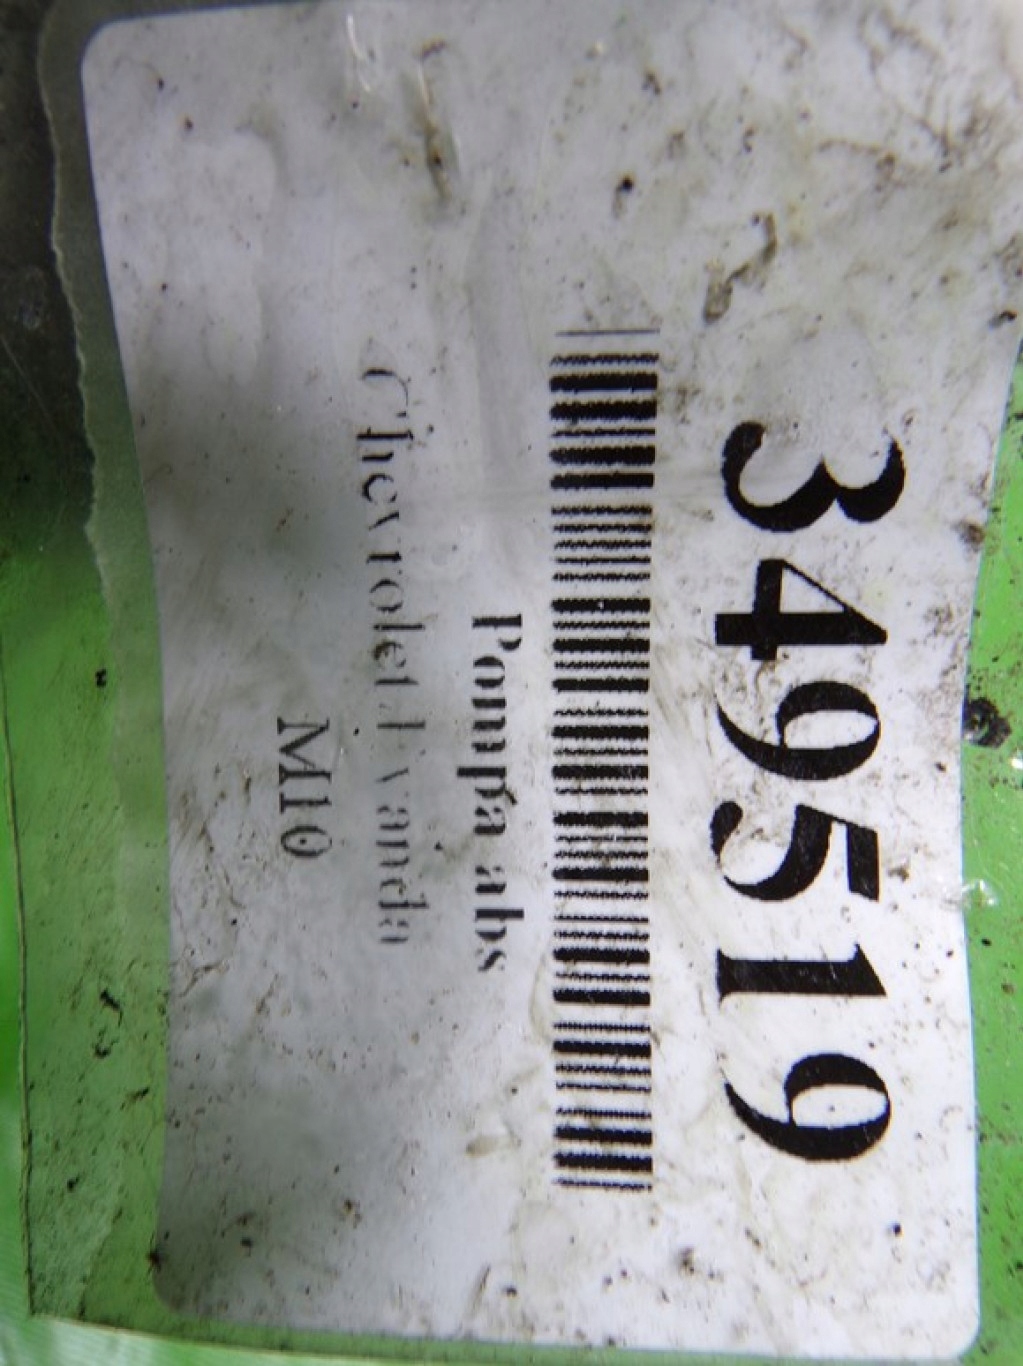 349519
Pompa abs
Chevrolet Evanda
M10